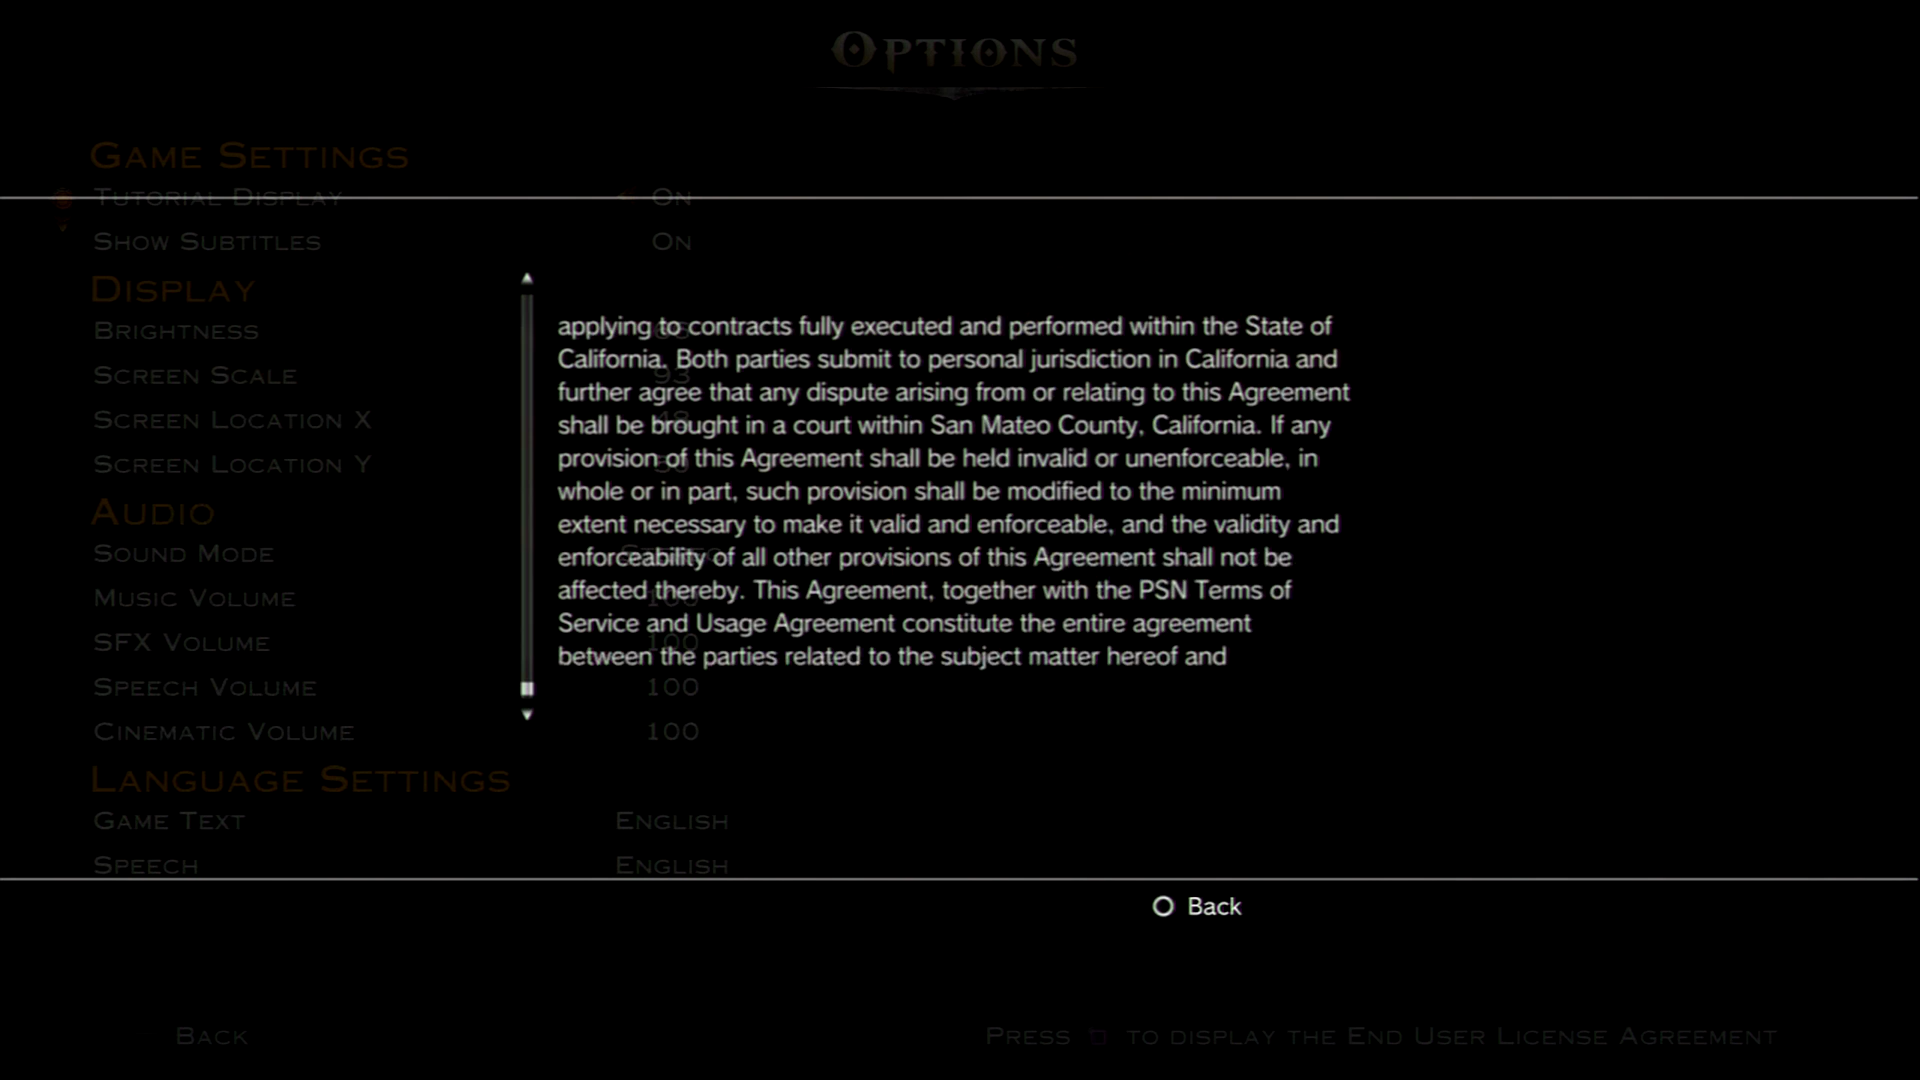 Options
Game Settings
Tutorial Display On
Show Subtitles On
Display
Brightness
Screen Scale 93
Screen Location X 48
Screen Location Y
Audio
Sound Mode Stereo
Music Volume 100
SFX Volume 100
Speech Volume 100
Cinematic Volume 100
Language Settings
Game Text English
Speech English
applying to contracts fully executed and performed within the State of
California. Both parties submit to personal jurisdiction in California and
further agree that any dispute arising from or relating to this Agreement
shall be brought in a court within San Mateo County, California. If any
provision of this Agreement shall be held invalid or unenforceable, in
whole or in part, such provision shall be modified to the minimum
extent necessary to make it valid and enforceable, and the validity and
enforceability of all other provisions of this Agreement shall not be
affected thereby. This Agreement, together with the PSN Terms of
Service and Usage Agreement constitute the entire agreement
between the parties related to the subject matter hereof and
Back
Back
Press to display the End User License Agreement